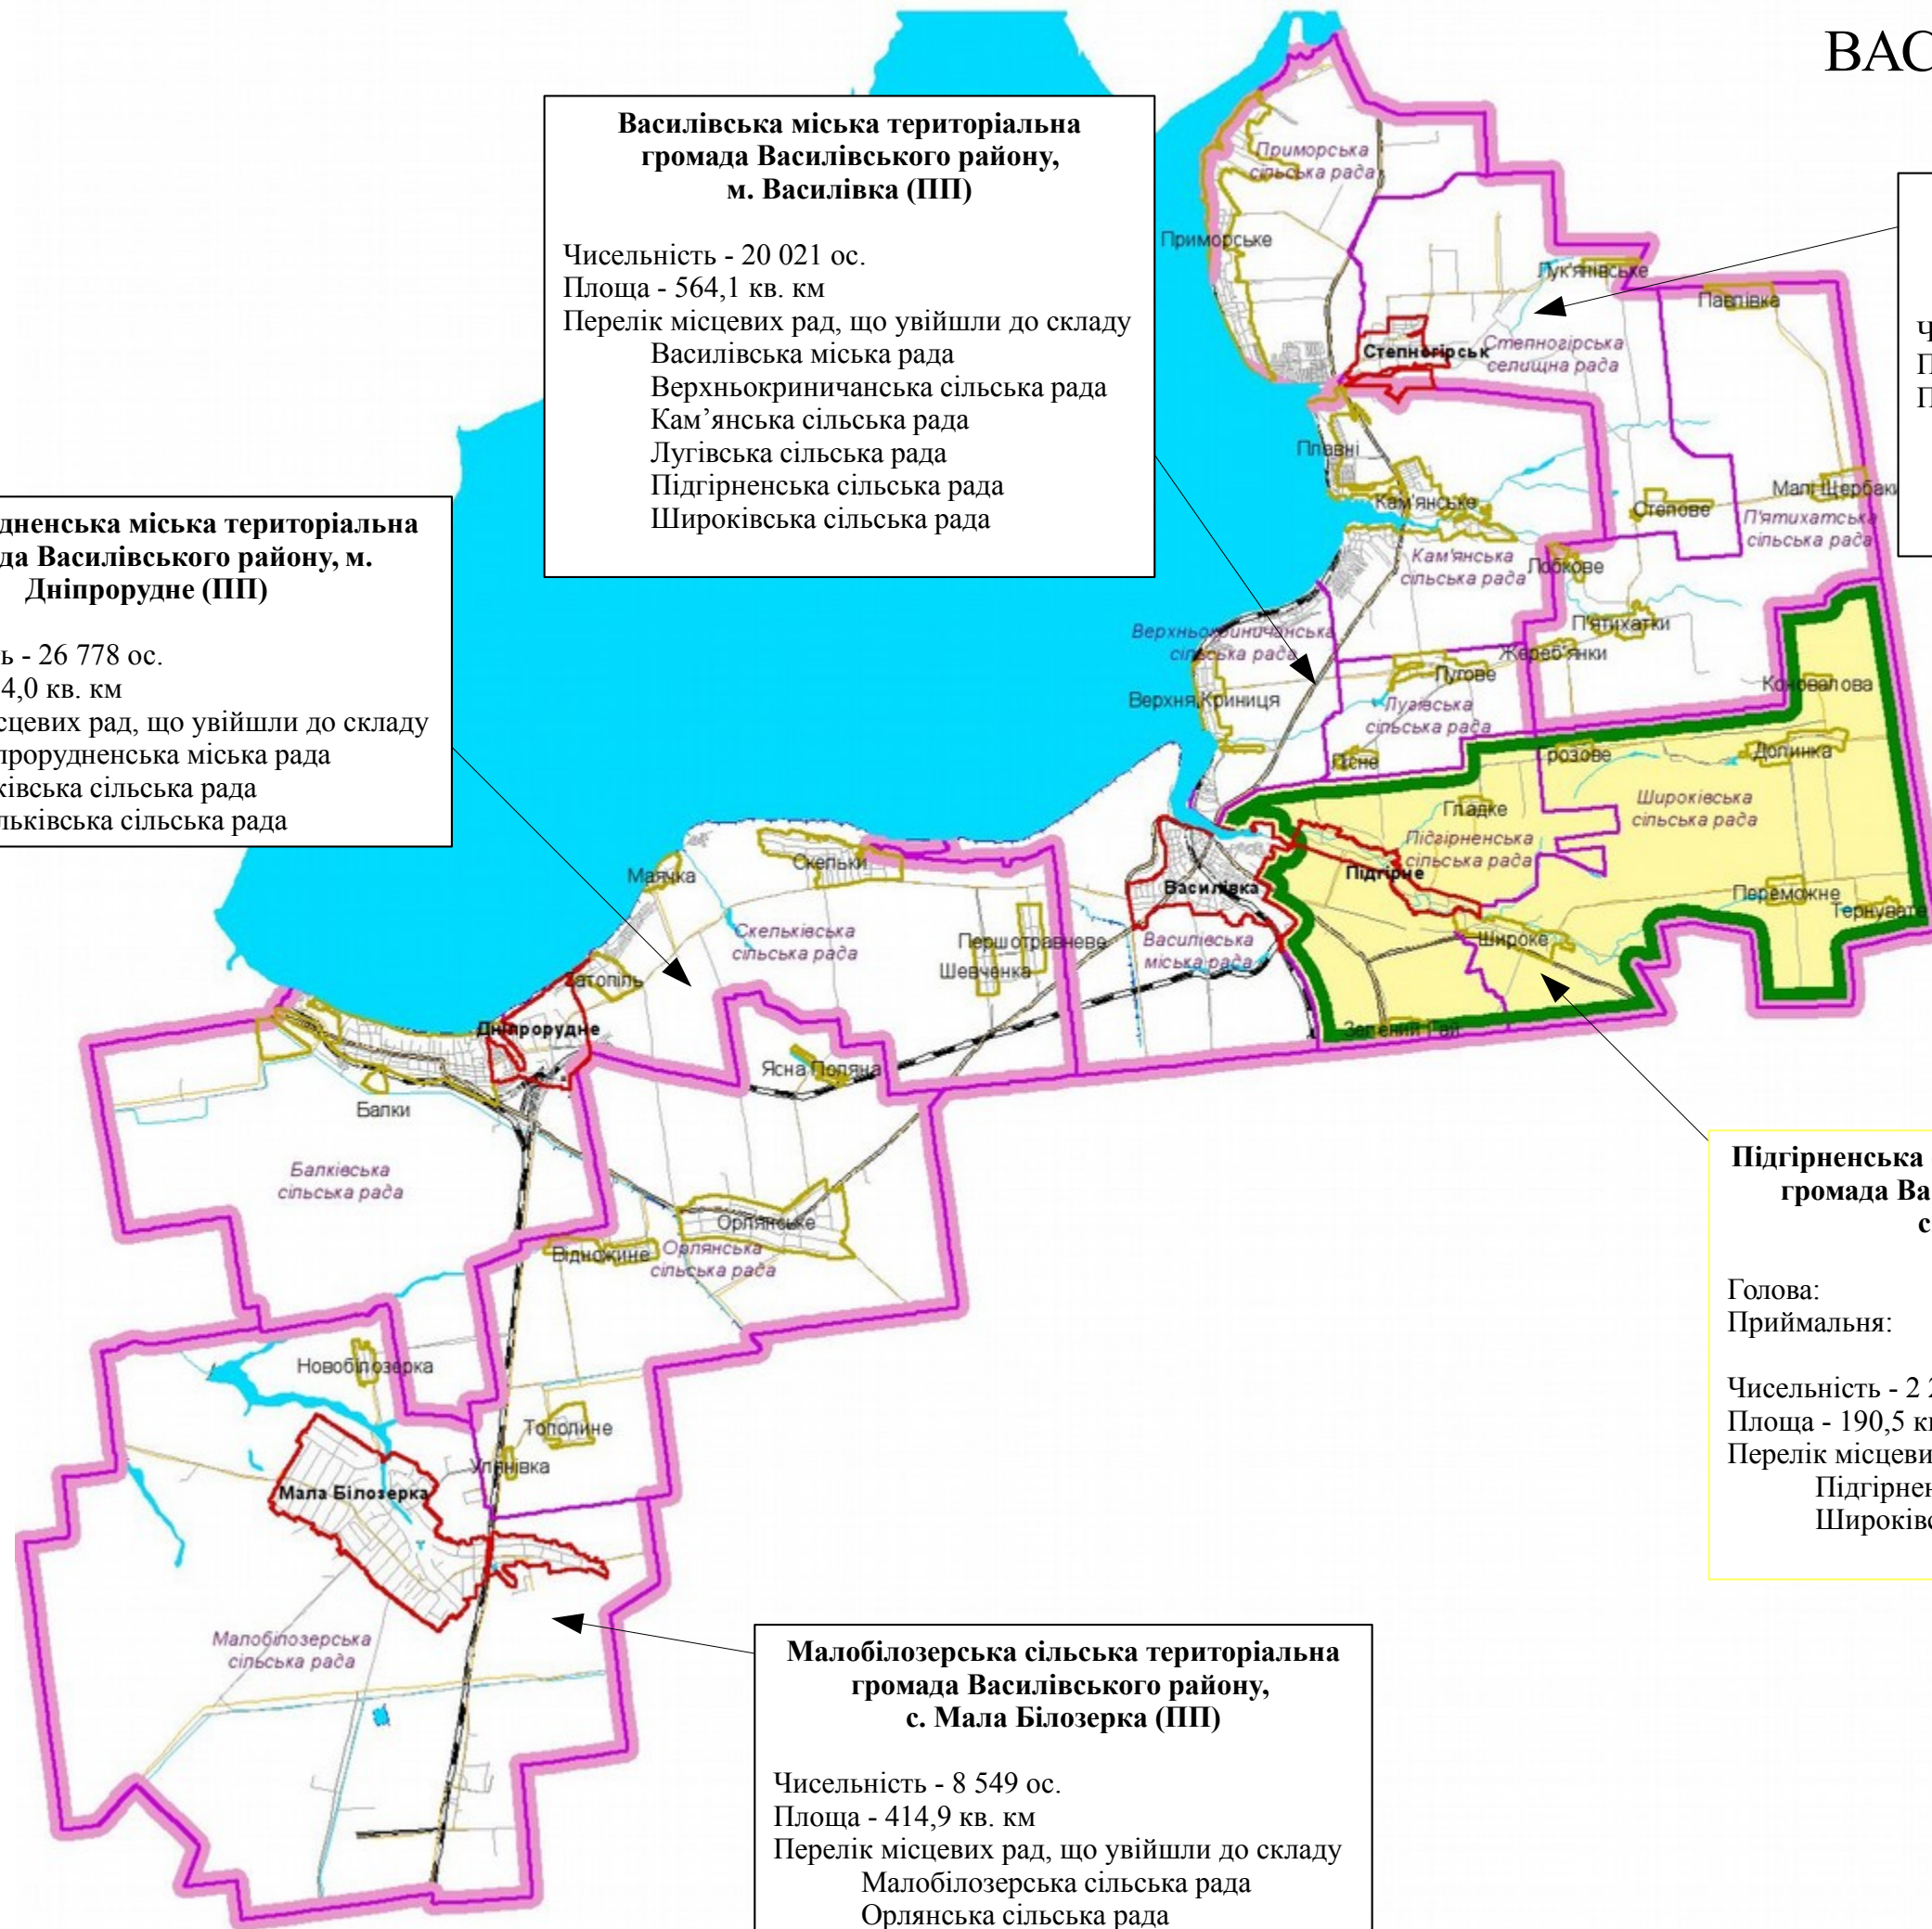 ВАС
Василівська міська територіальна
громада Василівського району,
м. Василівка (ПП)
Чисельність - 20 021 ос.
Площа - 564,1 кв. км
Перелік місцевих рад, що увійшли до складу
Василівська міська рада
Верхньокриничанська сільська рада
Кам’янська сільська рада
Лугівська сільська рада
Підгірненська сільська рада
Широківська сільська рада
Ч
П
П
дненська міська територіальна
да Василівського району, м.
Дніпрорудне (ПП)
ь - 26 778 ос.
4,0 кв. км
сцевих рад, що увійшли до складу
прорудненська міська рада
ківська сільська рада
льківська сільська рада
Приморська
сільська рада
Приморське
Лук'янівське
Павлівка
Степногірськ
Степногірська
селищна рада
Плавні
Кам'янське
Степове
Малі Щербаки
П'ятихатська
сільська рада
Кам'янська
сільська рада
Лобкове
П'ятихатки
Жереб'янки
Верхньокриничанська
сільська рада
Верхня Криниця
Лугове
Лугівська
сільська рада
Коновалова
Лісне
Грозове
Долинка
Гладке
Широківська
сільська рада
Підгірненська
сільська рада
Підгірне
Переможне
Тернувате
Широке
Зелений Гай
Василівка
Василівська
міська рада
Маячка
Скельки
Скельківська
сільська рада
Першотравневе
Шевченка
Затопіль
Дніпрорудне
Ясна Поляна
Балки
Балківська
сільська рада
Орлянське
Відножине
Орлянська
сільська рада
Новобілозерка
Тополине
Улянівка
Мала Білозерка
Малобілозерська
сільська рада
Підгірненська
громада Ва
с
Голова:
Приймальня:
Чисельність - 2 2
Площа - 190,5 к
Перелік місцеви
Підгірнен
Широківс
Малобілозерська сільська територіальна
громада Василівського району,
с. Мала Білозерка (ПП)
Чисельність - 8 549 ос.
Площа - 414,9 кв. км
Перелік місцевих рад, що увійшли до складу
Малобілозерська сільська рада
Орлянська сільська рада